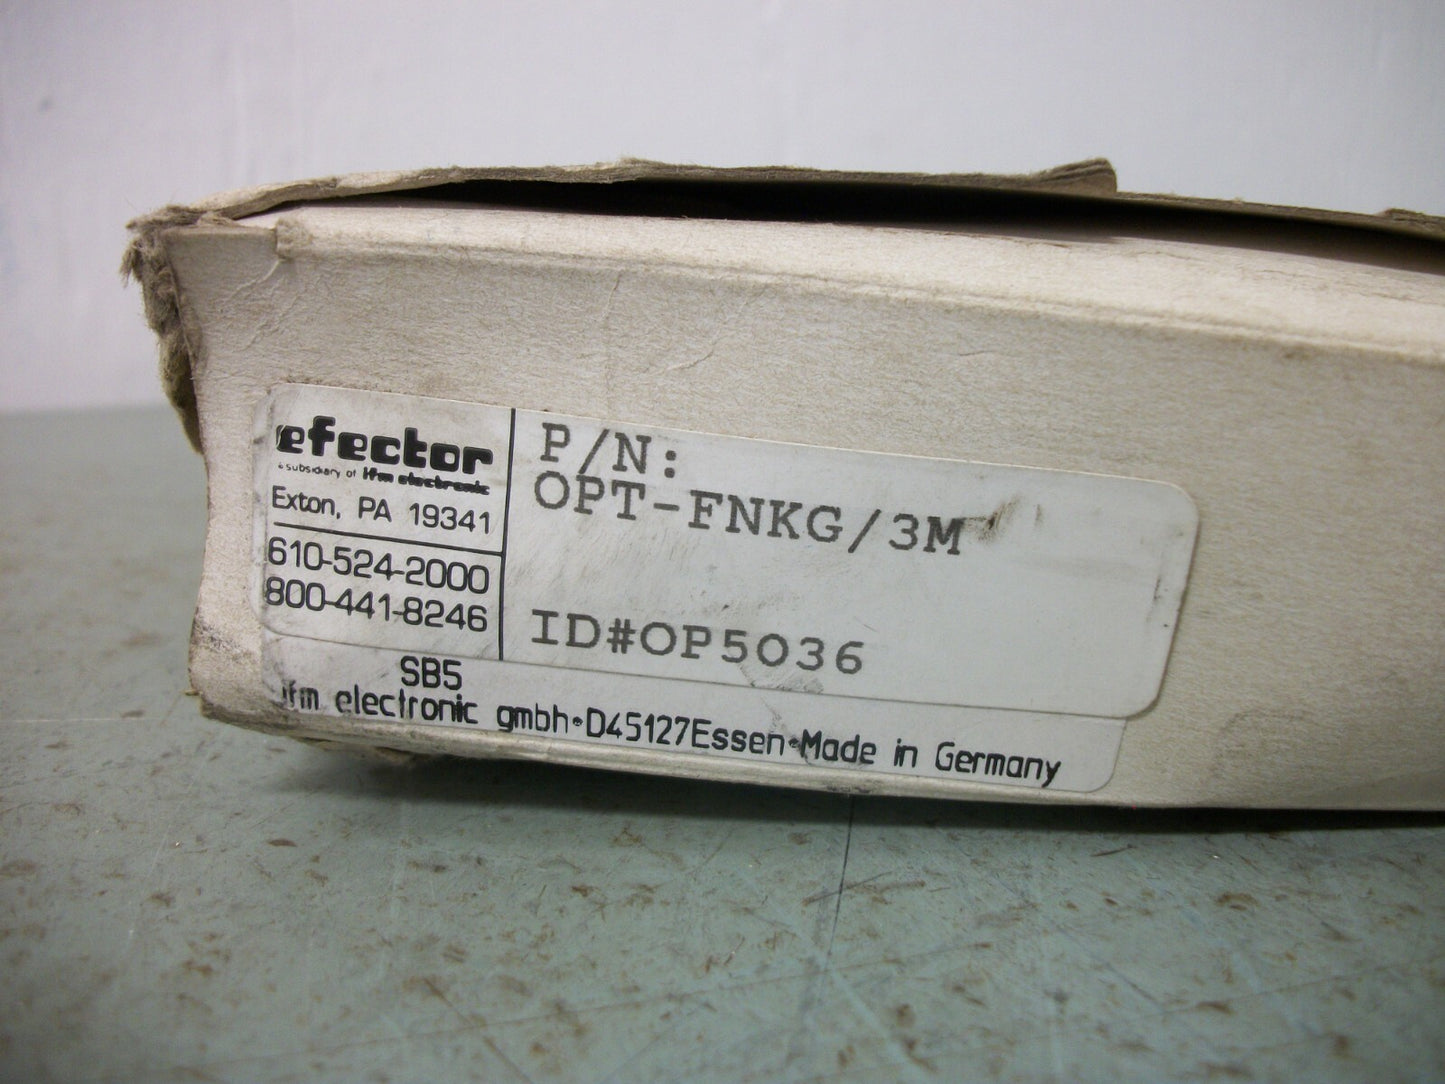 efector
a subsidiary of ifm electronic
Exton, PA 19341
610-524-2000
800-441-8246
P/N:
OPT-FNKG/3M
ID#OP5036
SB5
ifm electronic gmbh•D45127Essen•Made in Germany